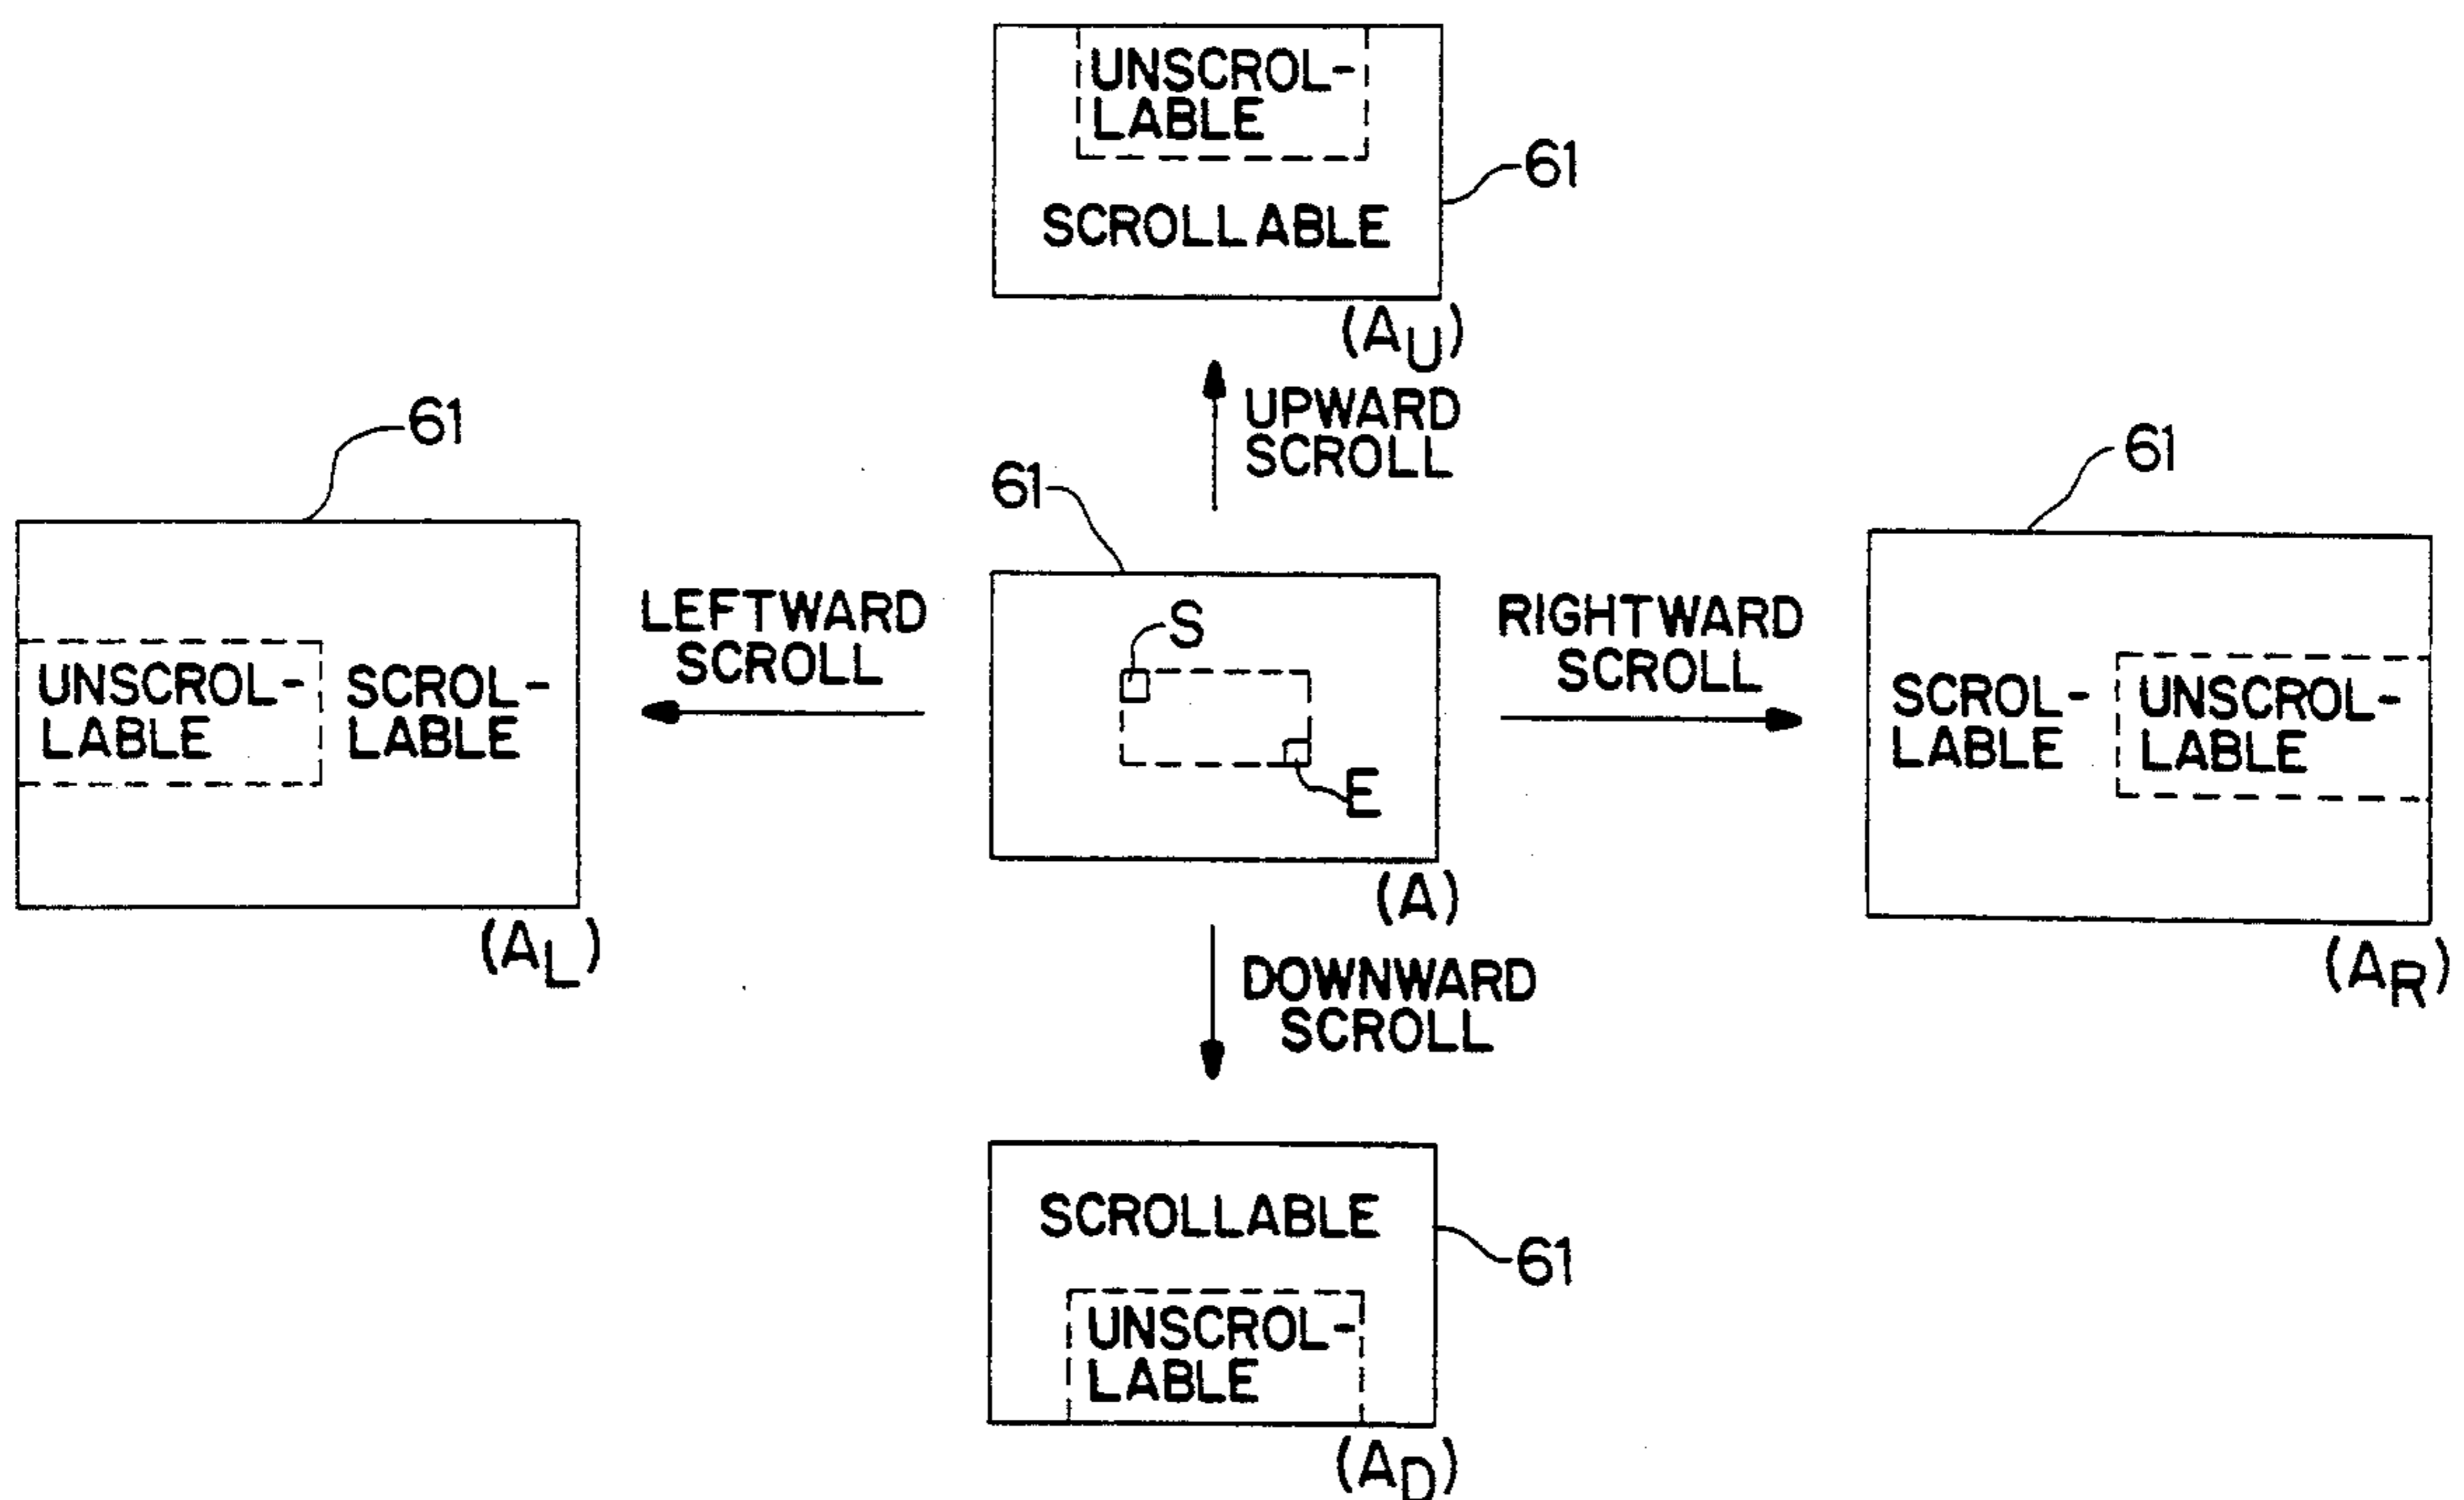 UNSCROL-
LABLE
SCROLLABLE
61
(AU)
UPWARD
SCROLL
61
UNSCROL-
LABLE
SCROL-
LABLE
(AL)
LEFTWARD
SCROLL
61
S
E
(A)
RIGHTWARD
SCROLL
61
SCROL-
LABLE
UNSCROL-
LABLE
(AR)
DOWNWARD
SCROLL
SCROLLABLE
UNSCROL-
LABLE
61
(AD)